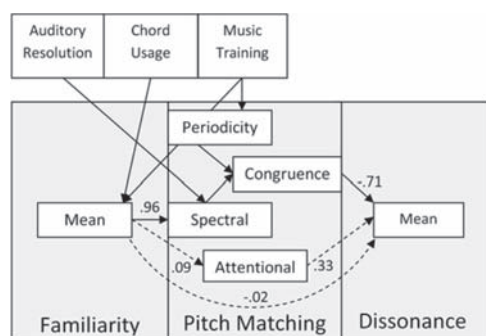 Auditory Resolution
Chord Usage
Music Training
Periodicity
Congruence
-.71
Mean
.96
Spectral
Mean
.09
Attentional
.33
-.02
Familiarity
Pitch Matching
Dissonance